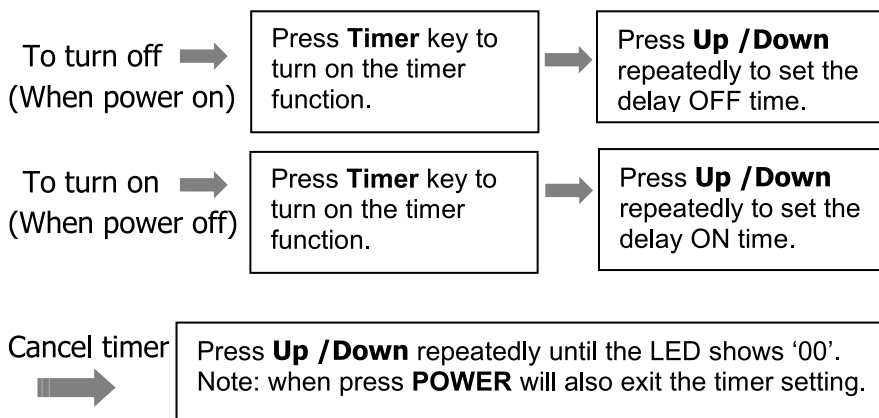 To turn off
(When power on)
Press Timer key to
turn on the timer
function.
Press Up /Down
repeatedly to set the
delay OFF time.
To turn on
(When power off)
Press Timer key to
turn on the timer
function.
Press Up /Down
repeatedly to set the
delay ON time.
Cancel timer
Press Up /Down repeatedly until the LED shows ‘00’.
Note: when press POWER will also exit the timer setting.